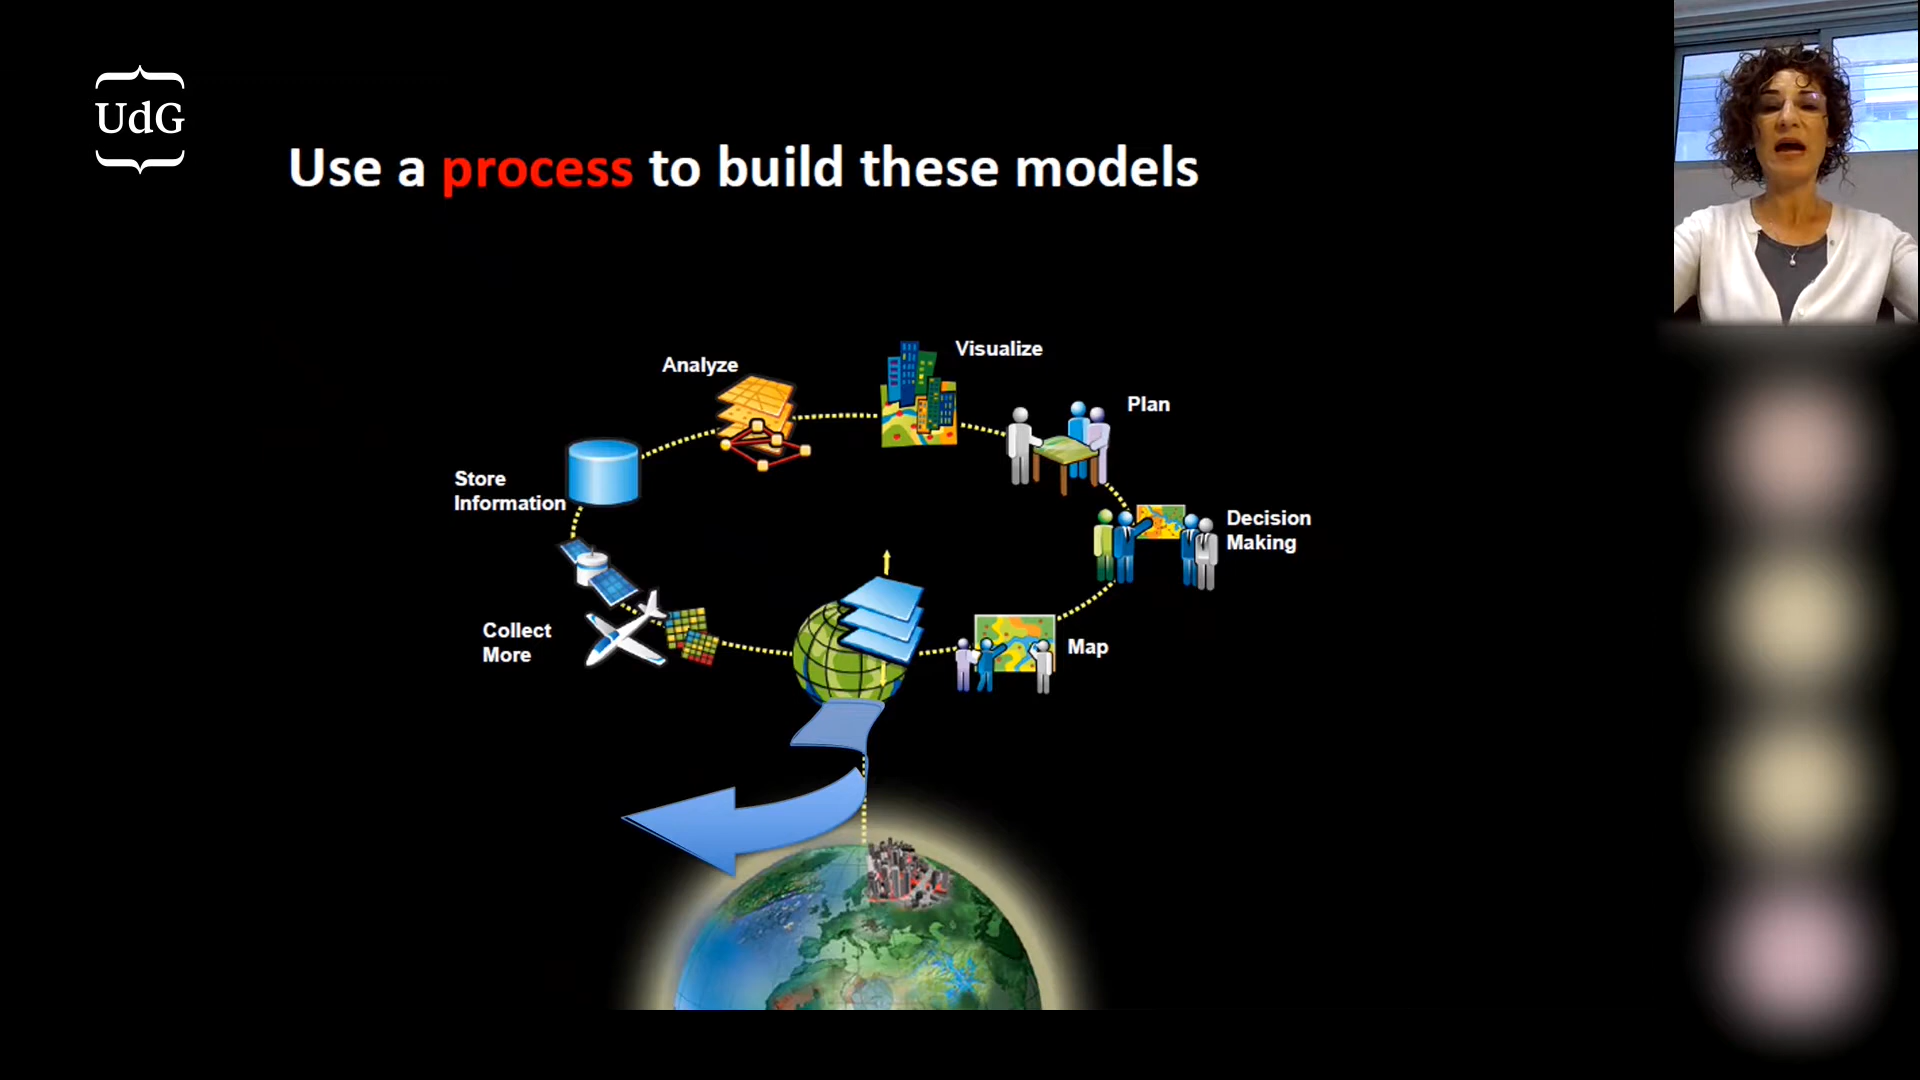 UdG
Use a process to build these models
Analyze
Visualize
Plan
Store
Information
Decision
Making
Collect
More
Map